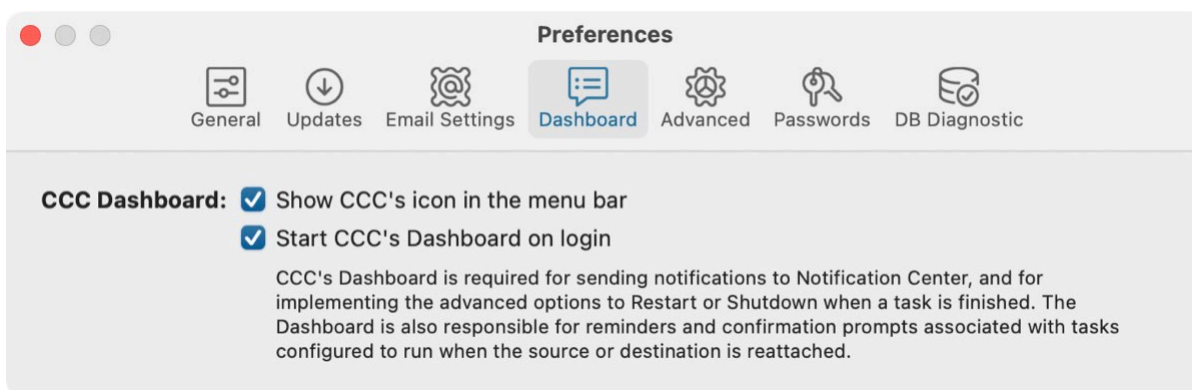 Preferences
General Updates Email Settings Dashboard Advanced Passwords DB Diagnostic
CCC Dashboard: Show CCC's icon in the menu bar
Start CCC's Dashboard on login
CCC's Dashboard is required for sending notifications to Notification Center, and for
implementing the advanced options to Restart or Shutdown when a task is finished. The
Dashboard is also responsible for reminders and confirmation prompts associated with tasks
configured to run when the source or destination is reattached.